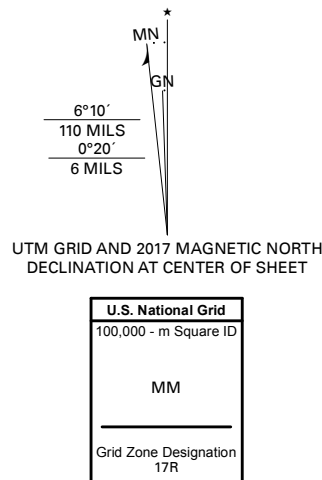 ★
MN
GN
6°10´
110 MILS
0°20´
6 MILS
UTM GRID AND 2017 MAGNETIC NORTH
DECLINATION AT CENTER OF SHEET
U.S. National Grid
100,000 - m Square ID
MM
Grid Zone Designation
17R